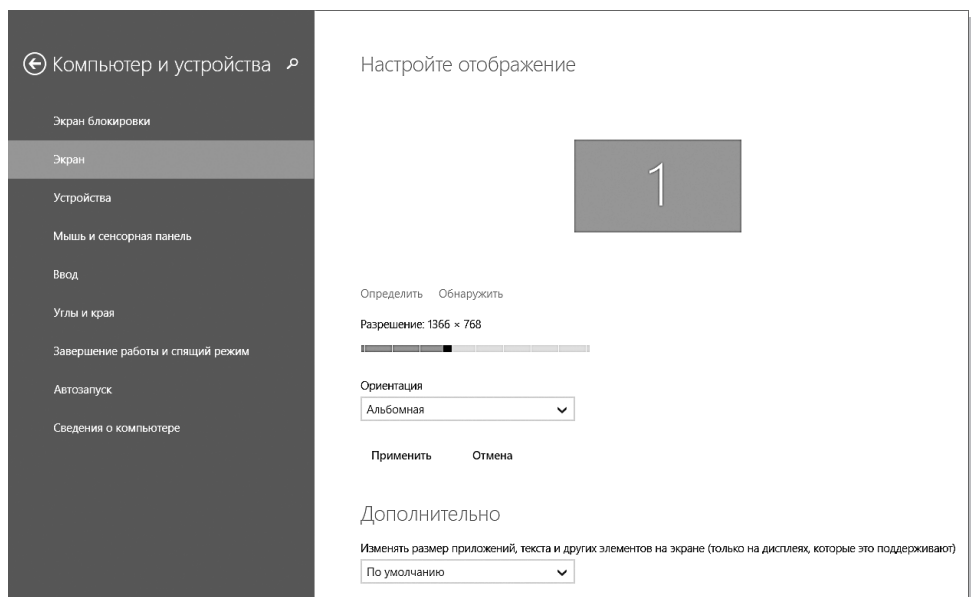 Компьютер и устройства
Экран блокировки
Экран
Устройства
Мышь и сенсорная панель
Ввод
Углы и края
Завершение работы и спящий режим
Автозапуск
Сведения о компьютере
Настройте отображение
1
Определить Обнаружить
Разрешение: 1366 × 768
Ориентация
Альбомная
Применить Отмена
Дополнительно
Изменять размер приложений, текста и других элементов на экране (только на дисплеях, которые это поддерживают)
По умолчанию